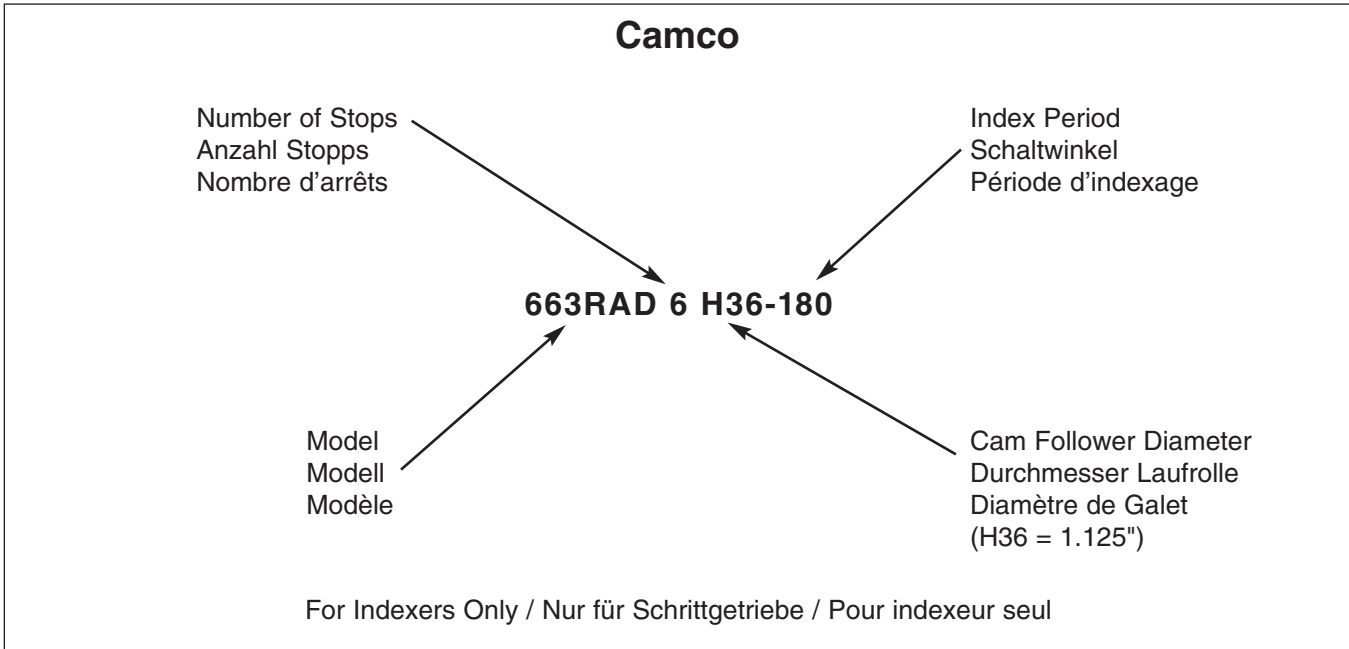 Camco
Number of Stops
Anzahl Stopps
Nombre d'arrêts
Index Period
Schaltwinkel
Période d'indexage
663RAD 6 H36-180
Model
Modell
Modèle
Cam Follower Diameter
Durchmesser Laufrolle
Diamètre de Galet
(H36 = 1.125")
For Indexers Only / Nur für Schrittgetriebe / Pour indexeur seul